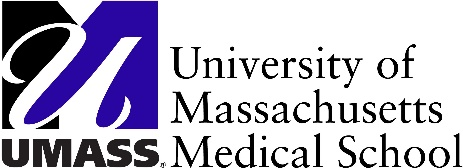 University of
Massachusetts
Medical School
U
UMASS®